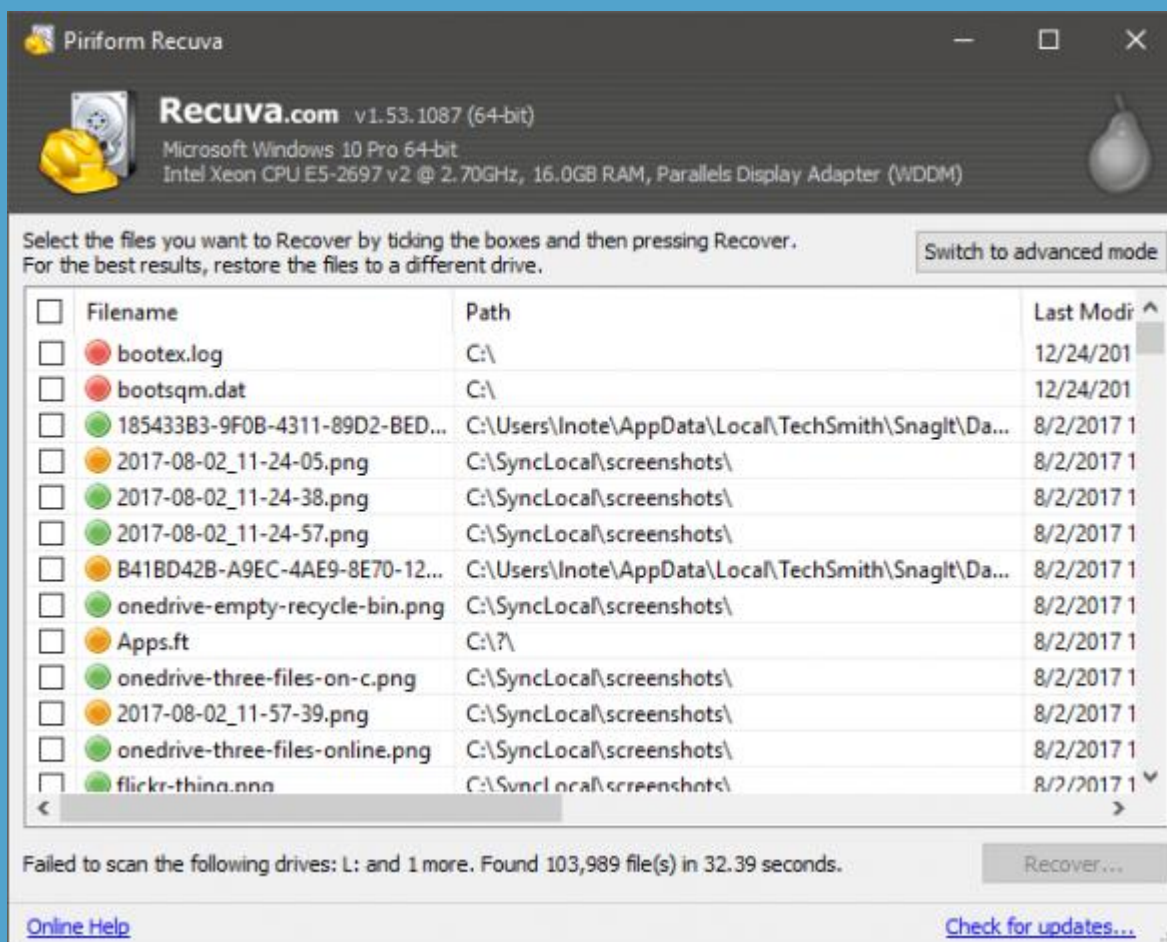 Piriform Recuva
Recuva.com v1.53.1087 (64-bit)
Microsoft Windows 10 Pro 64-bit
Intel Xeon CPU E5-2697 v2 @ 2.70GHz, 16.0GB RAM, Parallels Display Adapter (WDDM)
Select the files you want to Recover by ticking the boxes and then pressing Recover.
For the best results, restore the files to a different drive.
Switch to advanced mode
Filename Path Last Modif
bootex.log C:\ 12/24/201
bootsqm.dat C:\ 12/24/201
185433B3-9F0B-4311-89D2-BED... C:\Users\lnote\AppData\Local\TechSmith\SnagIt\Da... 8/2/2017 1
2017-08-02_11-24-05.png C:\SyncLocal\screenshots\ 8/2/2017 1
2017-08-02_11-24-38.png C:\SyncLocal\screenshots\ 8/2/2017 1
2017-08-02_11-24-57.png C:\SyncLocal\screenshots\ 8/2/2017 1
B41BD42B-A9EC-4AE9-8E70-12... C:\Users\lnote\AppData\Local\TechSmith\SnagIt\Da... 8/2/2017 1
onedrive-empty-recycle-bin.png C:\SyncLocal\screenshots\ 8/2/2017 1
Apps.ft C:\?\ 8/2/2017 1
onedrive-three-files-on-c.png C:\SyncLocal\screenshots\ 8/2/2017 1
2017-08-02_11-57-39.png C:\SyncLocal\screenshots\ 8/2/2017 1
onedrive-three-files-online.png C:\SyncLocal\screenshots\ 8/2/2017 1
flickr-thing.png C:\SyncLocal\screenshots\ 8/2/2017 1
Failed to scan the following drives: L: and 1 more. Found 103,989 file(s) in 32.39 seconds.
Recover...
Online Help
Check for updates...